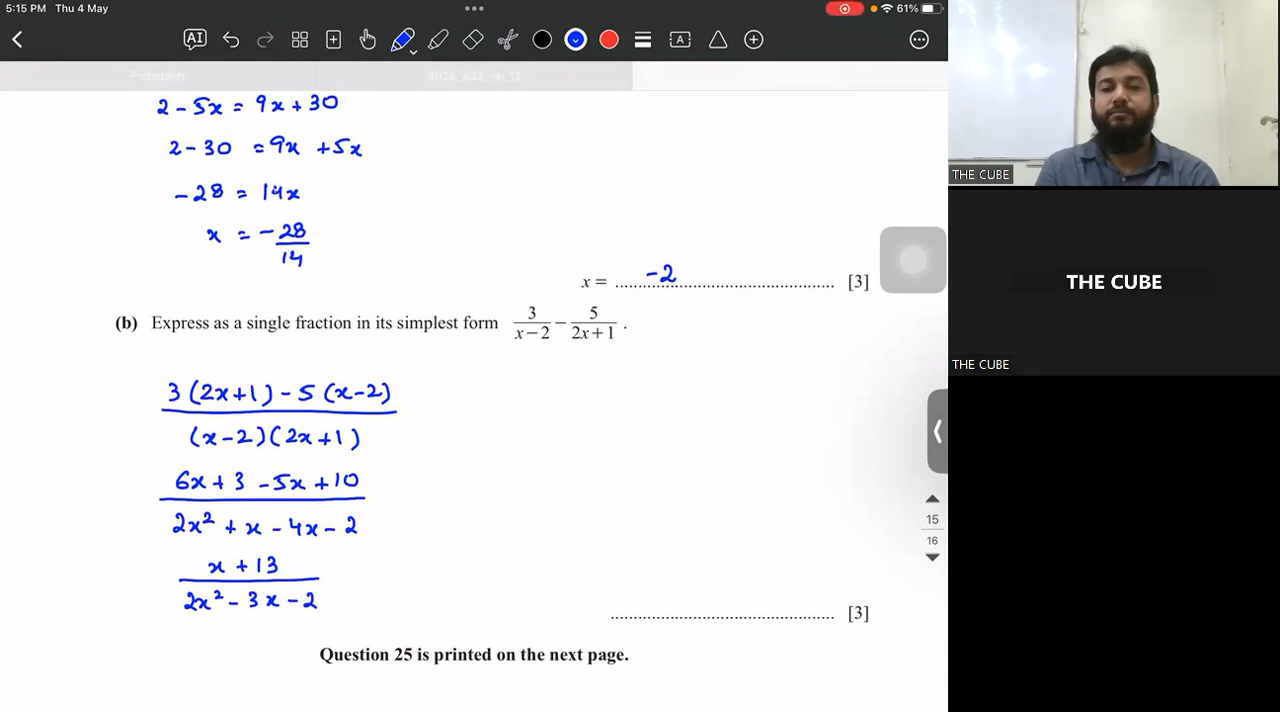 5:15 PM Thu 4 May
61%
AI
A
Probability
4024_s22_qp_12
2 - 5x = 9x + 30
2 - 30 = 9x + 5x
-28 = 14x
x = -28/14
x = -2 [3]
(b) Express as a single fraction in its simplest form 3/(x-2) - 5/(2x+1) .
3(2x+1) - 5(x-2)
(x-2)(2x+1)
6x + 3 - 5x + 10
2x² + x - 4x - 2
x + 13
2x² - 3x - 2
[3]
Question 25 is printed on the next page.
15
16
THE CUBE
THE CUBE
THE CUBE